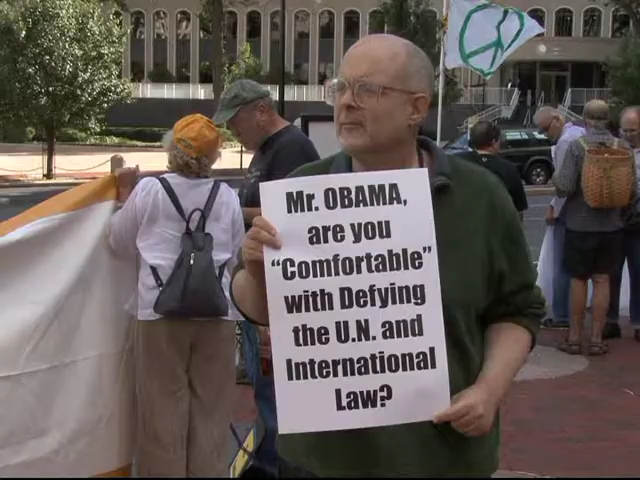 Mr. OBAMA,
are you
"Comfortable"
with Defying
the U.N. and
International
Law?